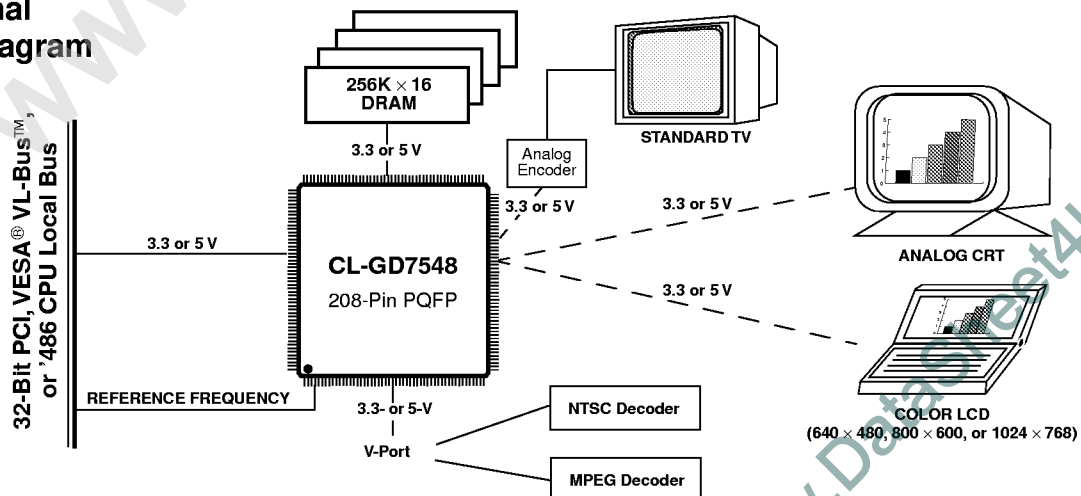 nal
agram
32-Bit PCI, VESA® VL-Bus™,
or '486 CPU Local Bus
256K × 16
DRAM
3.3 or 5 V
STANDARD TV
Analog
Encoder
3.3 or 5 V
3.3 or 5 V
CL-GD7548
208-Pin PQFP
3.3 or 5 V
ANALOG CRT
3.3 or 5 V
REFERENCE FREQUENCY
3.3- or 5-V
V-Port
NTSC Decoder
MPEG Decoder
COLOR LCD
(640 × 480, 800 × 600, or 1024 × 768)
www
.DataSheet4